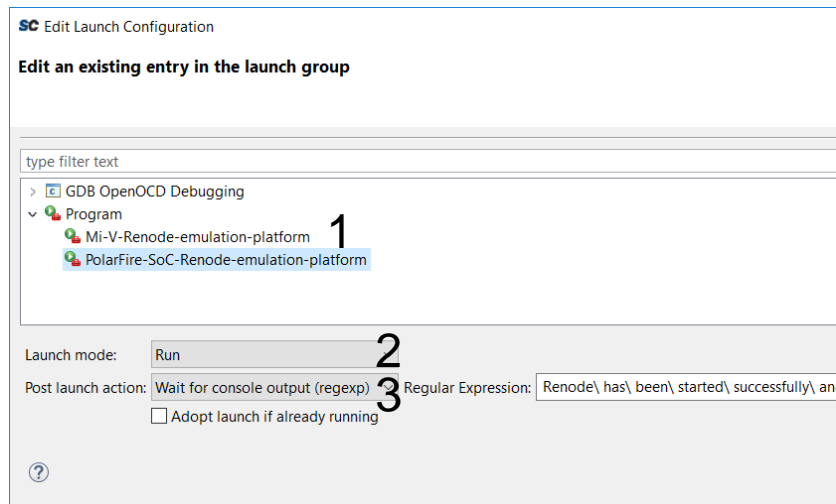 SC Edit Launch Configuration
Edit an existing entry in the launch group
type filter text
GDB OpenOCD Debugging
Program
Mi-V-Renode-emulation-platform 1
PolarFire-SoC-Renode-emulation-platform
Launch mode: Run 2
Post launch action: Wait for console output (regexp) 3 Regular Expression: Renode\ has\ been\ started\ successfully\ an
Adopt launch if already running
?